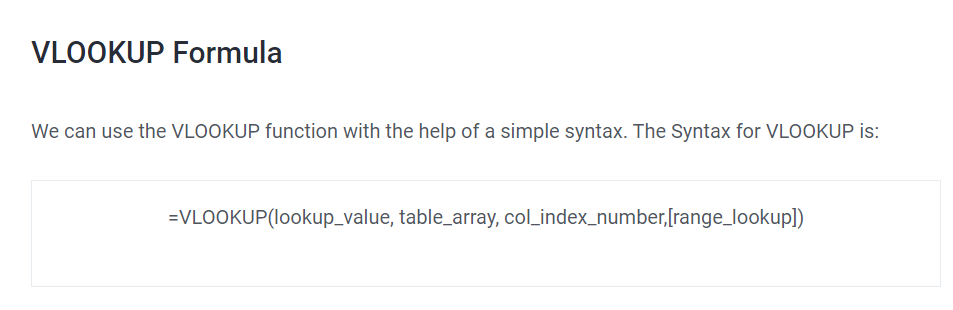 VLOOKUP Formula
We can use the VLOOKUP function with the help of a simple syntax. The Syntax for VLOOKUP is:
=VLOOKUP(lookup_value, table_array, col_index_number,[range_lookup])